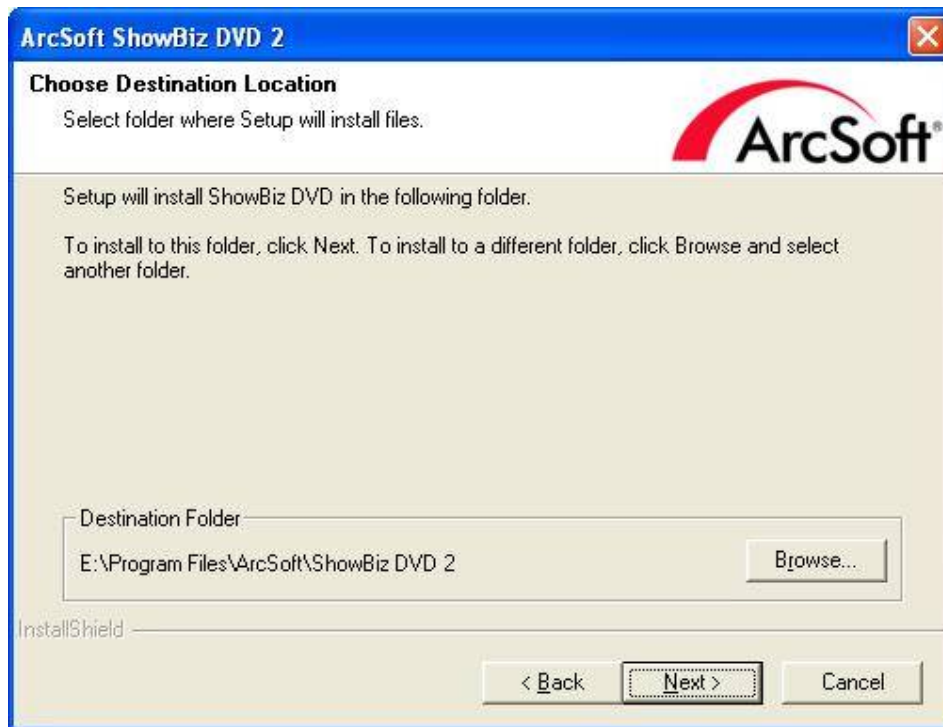 ArcSoft ShowBiz DVD 2
Choose Destination Location
Select folder where Setup will install files.
ArcSoft®
Setup will install ShowBiz DVD in the following folder.
To install to this folder, click Next. To install to a different folder, click Browse and select
another folder.
Destination Folder
E:\Program Files\ArcSoft\ShowBiz DVD 2
Browse...
InstallShield
< Back
Next >
Cancel